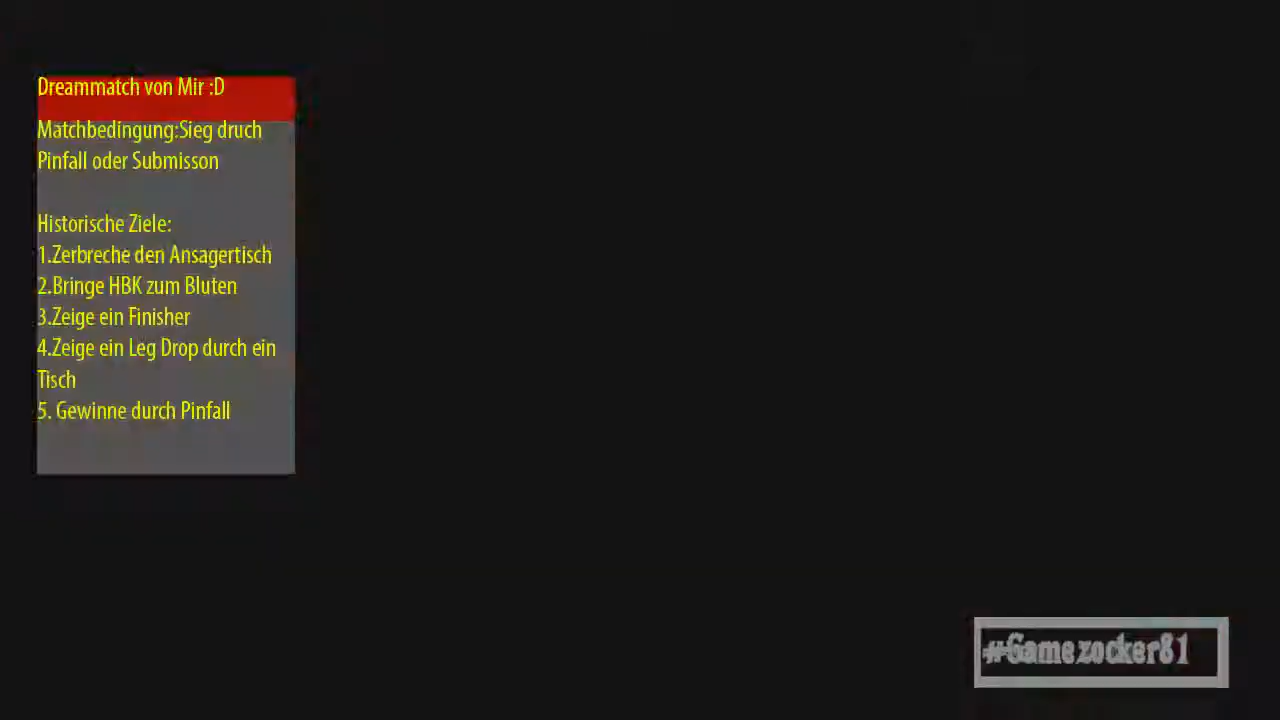 Dreammatch von Mir :D
Matchbedingung:Sieg druch
Pinfall oder Submisson
Historische Ziele:
1.Zerbreche den Ansagertisch
2.Bringe HBK zum Bluten
3.Zeige ein Finisher
4.Zeige ein Leg Drop durch ein
Tisch
5. Gewinne durch Pinfall
#Gamezocker81